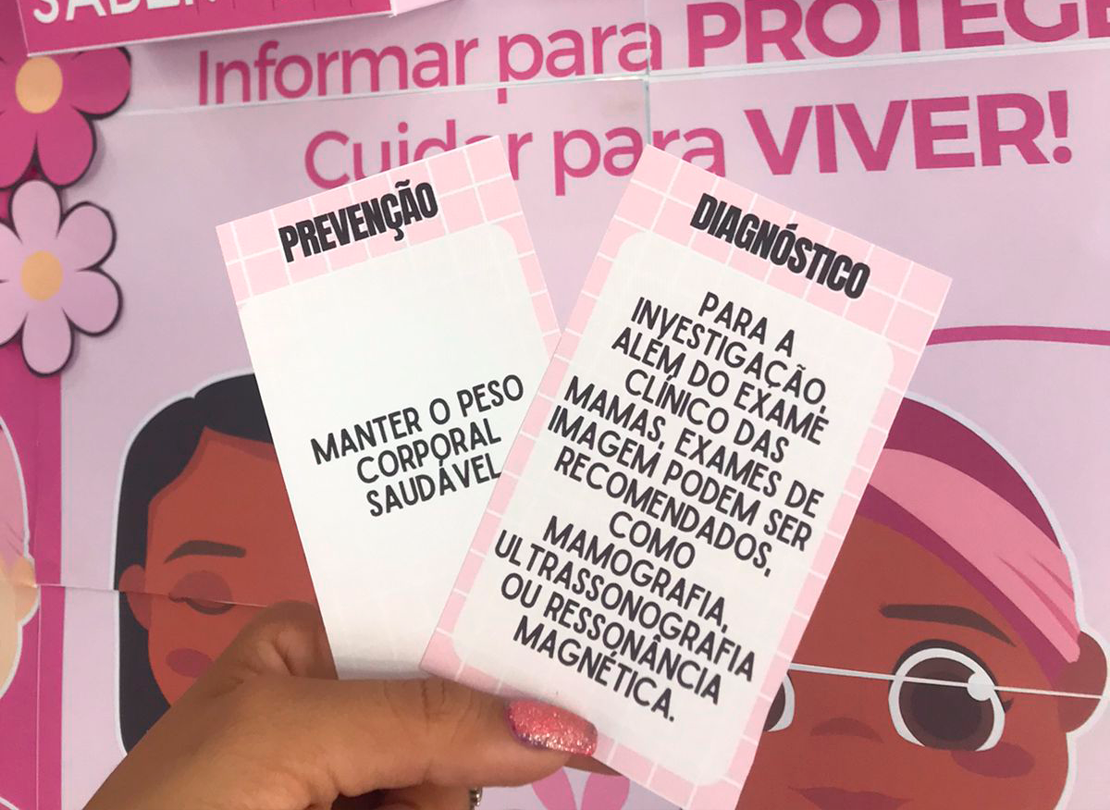 Informar para PROTEGE
Cuidar para VIVER!
PREVENÇÃO
MANTER O PESO
CORPORAL
SAUDÁVEL
DIAGNÓSTICO
PARA A
INVESTIGAÇÃO,
ALÉM DO EXAME
CLÍNICO DAS
MAMAS, EXAMES DE
IMAGEM PODEM SER
RECOMENDADOS,
COMO
MAMOGRAFIA,
ULTRASSONOGRAFIA
OU RESSONÂNCIA
MAGNÉTICA.